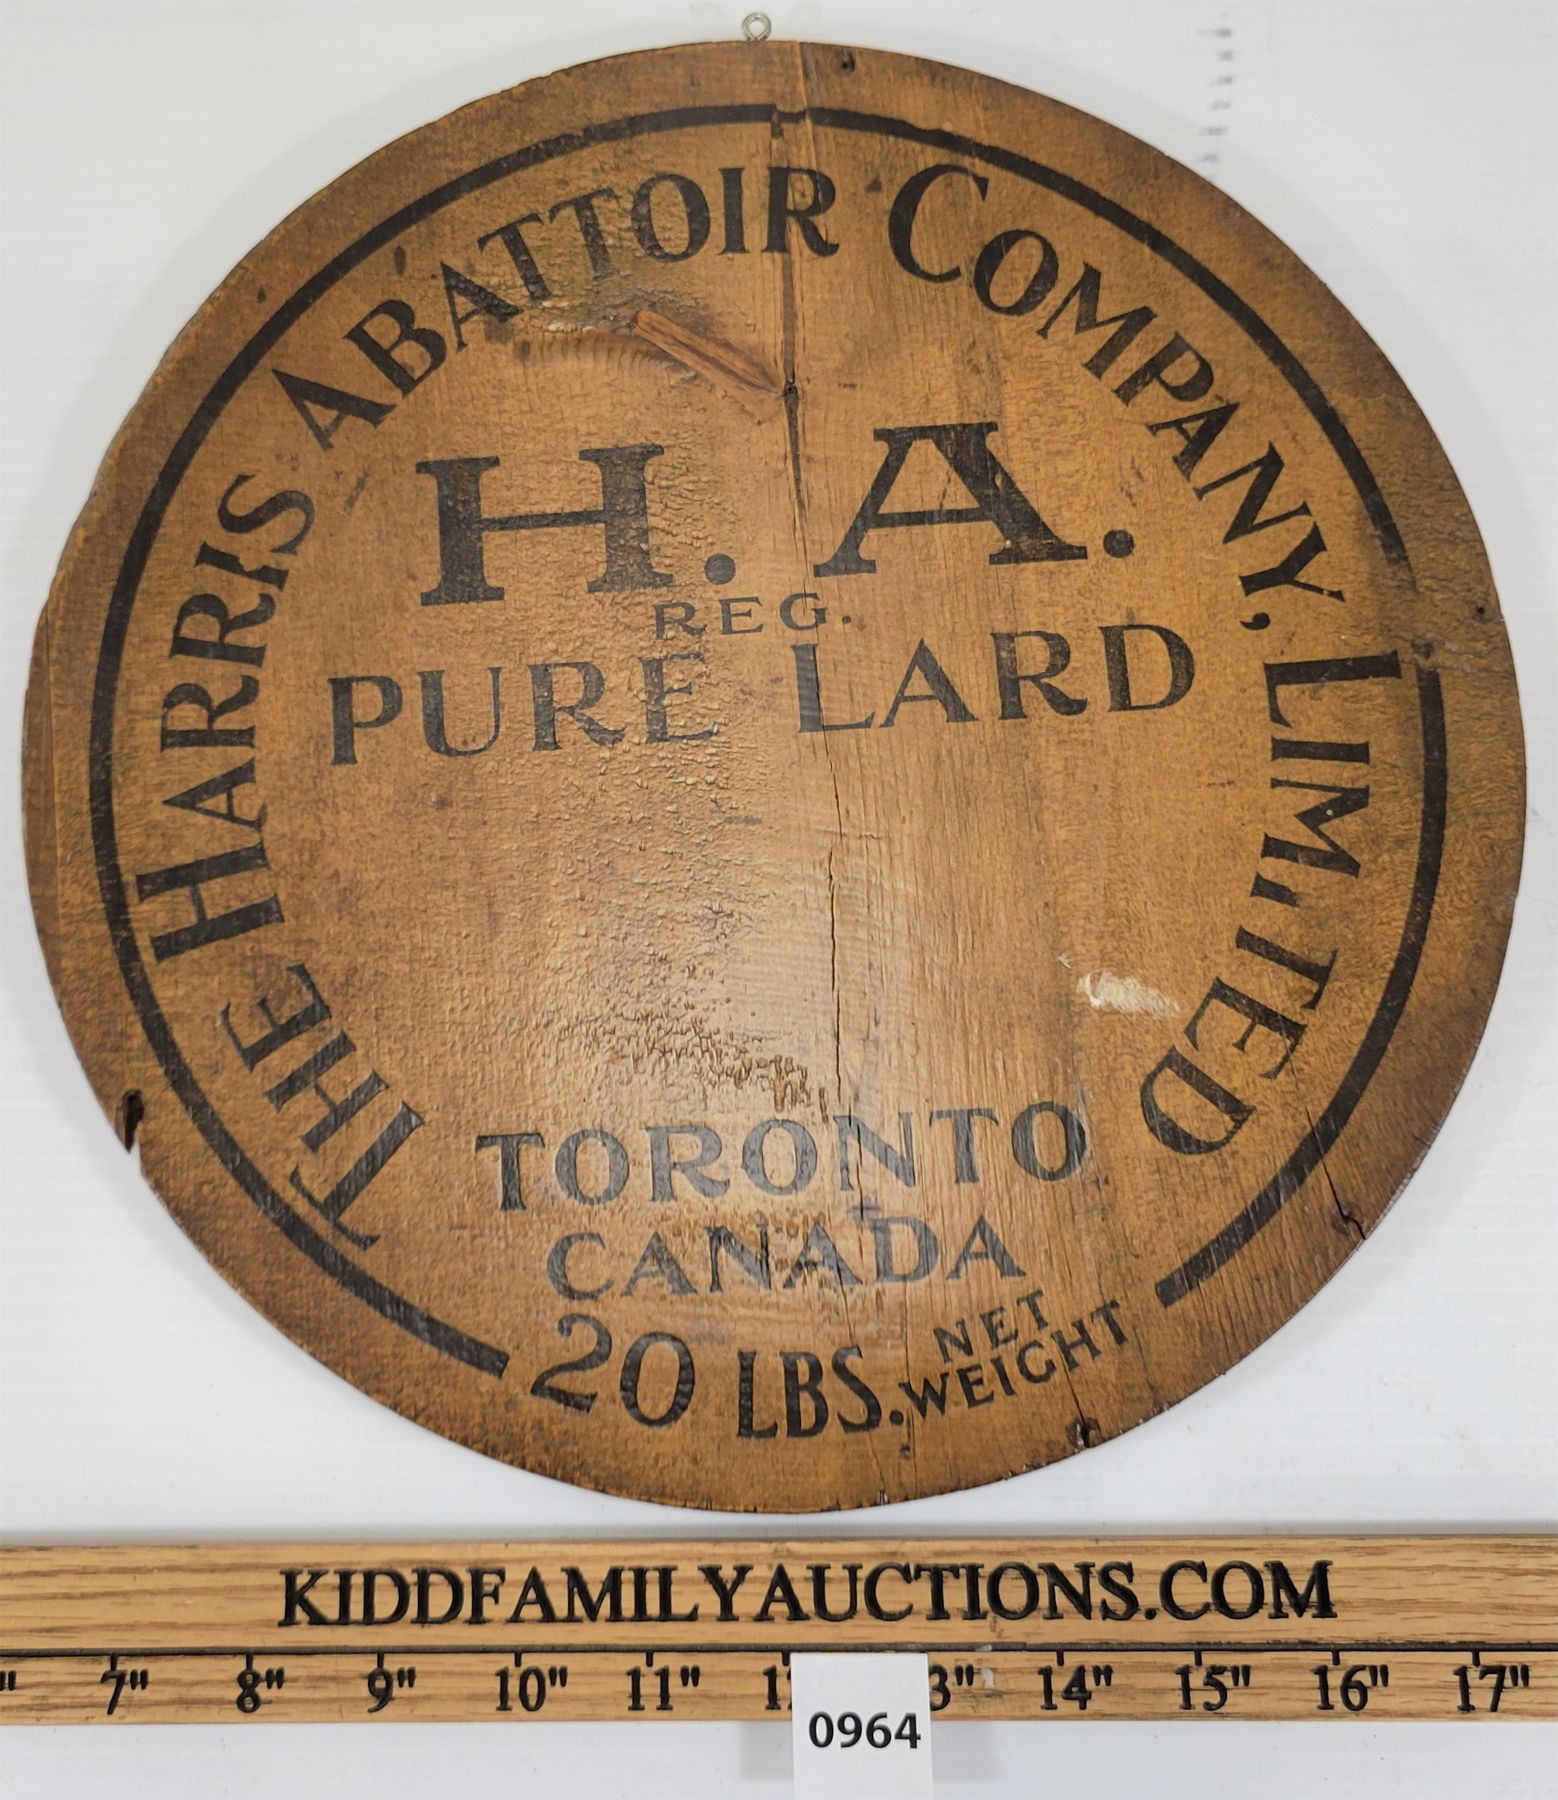 THE HARRIS ABATTOIR COMPANY, LIMITED
H. A.
REG.
PURE LARD
TORONTO
CANADA
20 LBS. NET WEIGHT
KIDDFAMILYAUCTIONS.COM
7" 8" 9" 10" 11" 14" 15" 16" 17"
0964